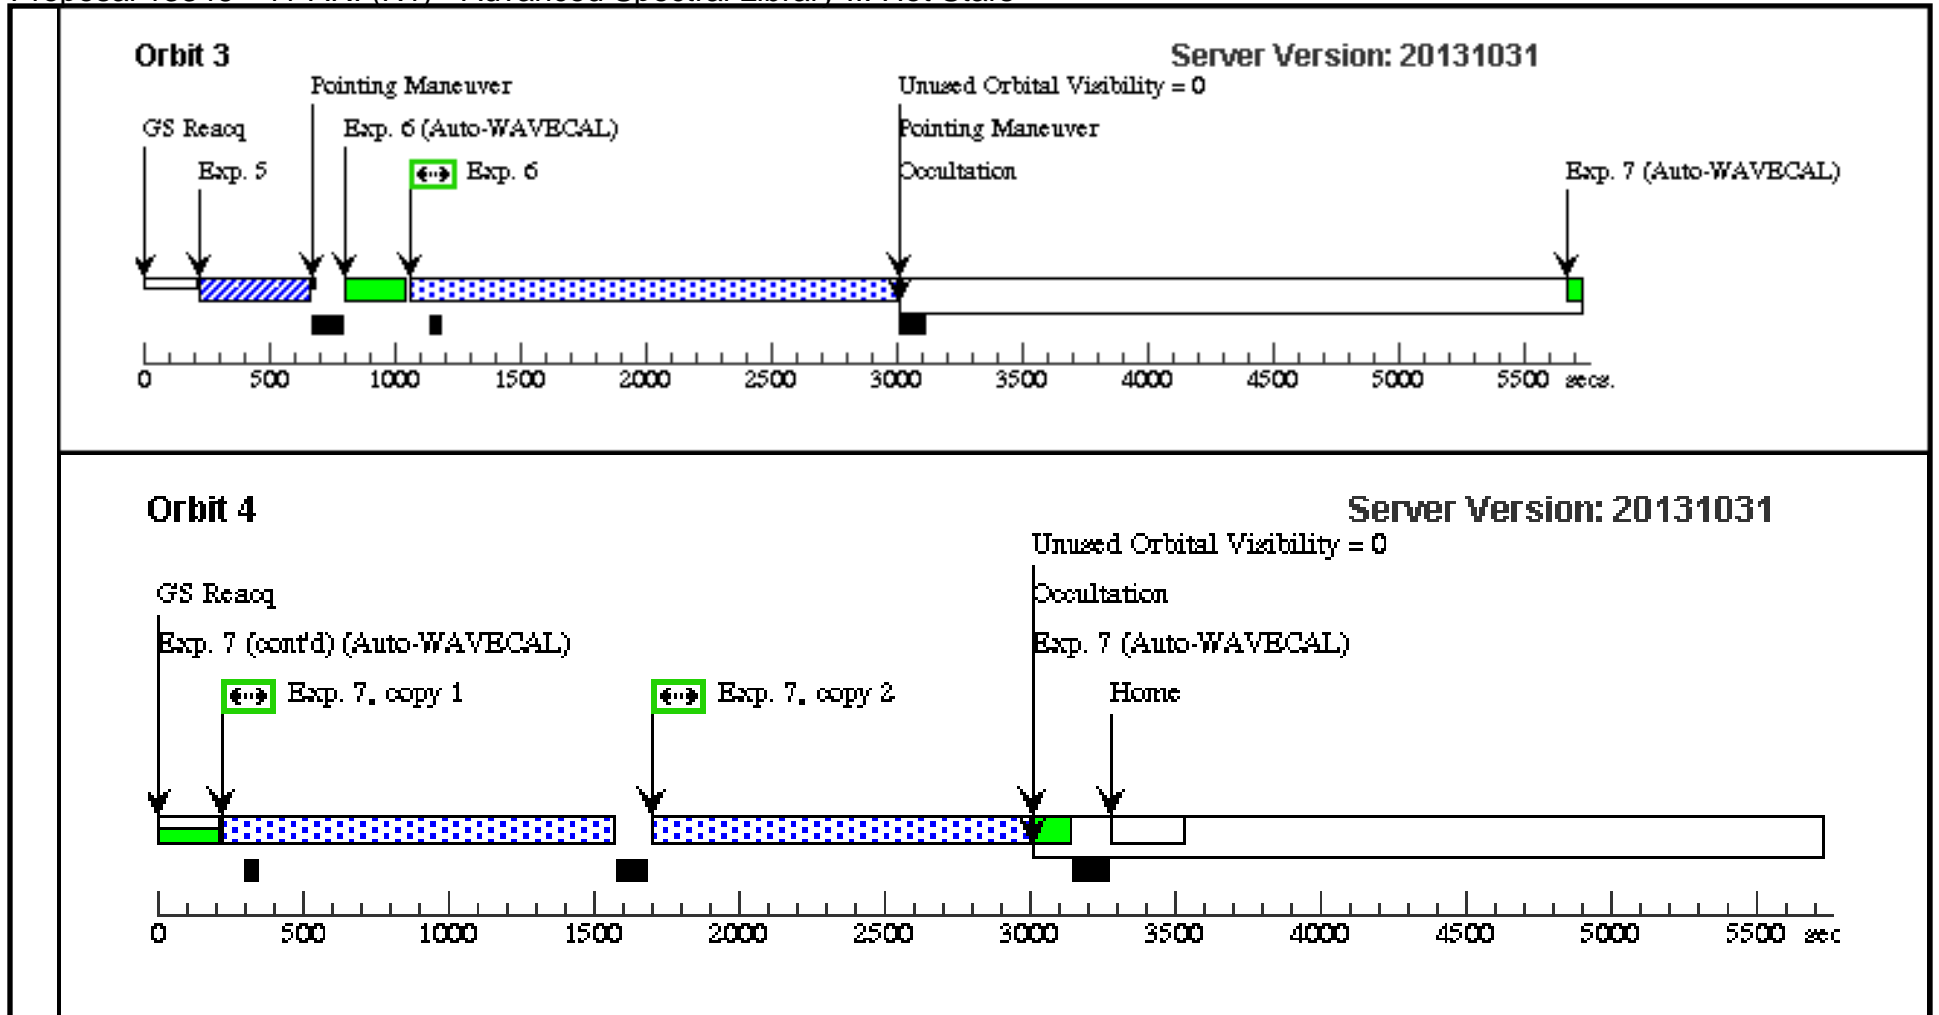 Orbit 3
Server Version: 20131031
Pointing Maneuver
Unused Orbital Visibility = 0
GS Reacq
Exp. 6 (Auto-WAVECAL)
Pointing Maneuver
Exp. 5
Exp. 6
Occultation
Exp. 7 (Auto-WAVECAL)
0 500 1000 1500 2000 2500 3000 3500 4000 4500 5000 5500 secs.
Orbit 4
Server Version: 20131031
Unused Orbital Visibility = 0
GS Reacq
Occultation
Exp. 7 (cont'd) (Auto-WAVECAL)
Exp. 7 (Auto-WAVECAL)
Exp. 7, copy 1
Exp. 7, copy 2
Home
0 500 1000 1500 2000 2500 3000 3500 4000 4500 5000 5500 sec